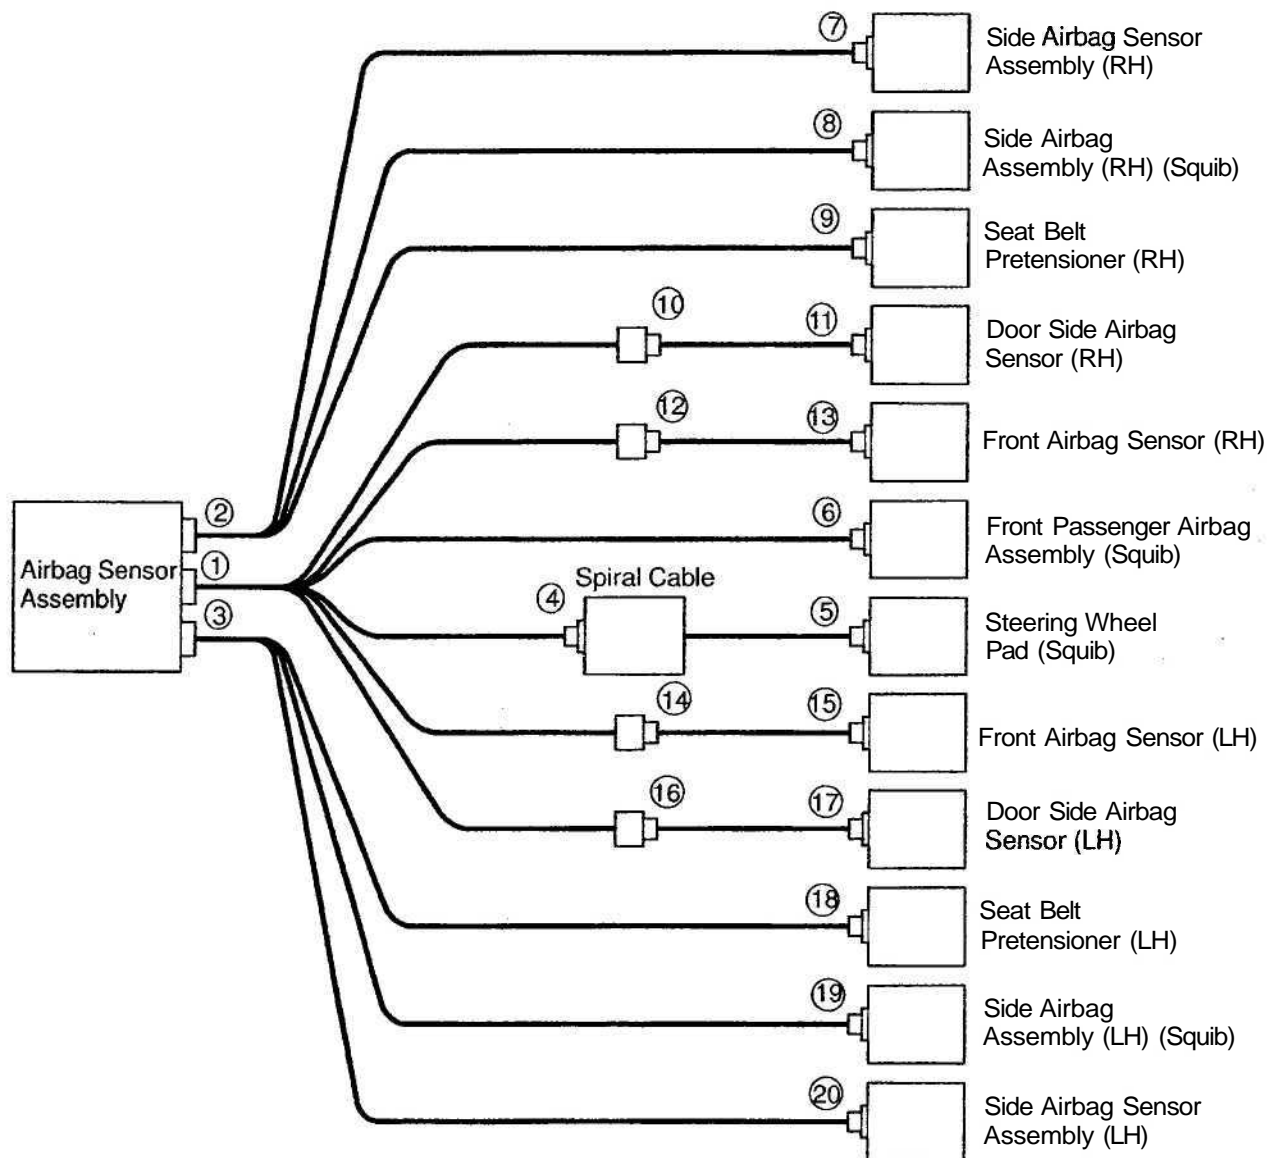 7
Side Airbag Sensor
Assembly (RH)
8
Side Airbag
Assembly (RH) (Squib)
9
Seat Belt
Pretensioner (RH)
10
11
Door Side Airbag
Sensor (RH)
12
13
Front Airbag Sensor (RH)
2
6
Front Passenger Airbag
Assembly (Squib)
Airbag Sensor
Assembly
1
3
Spiral Cable
4
5
Steering Wheel
Pad (Squib)
14
15
Front Airbag Sensor (LH)
16
17
Door Side Airbag
Sensor (LH)
18
Seat Belt
Pretensioner (LH)
19
Side Airbag
Assembly (LH) (Squib)
20
Side Airbag Sensor
Assembly (LH)